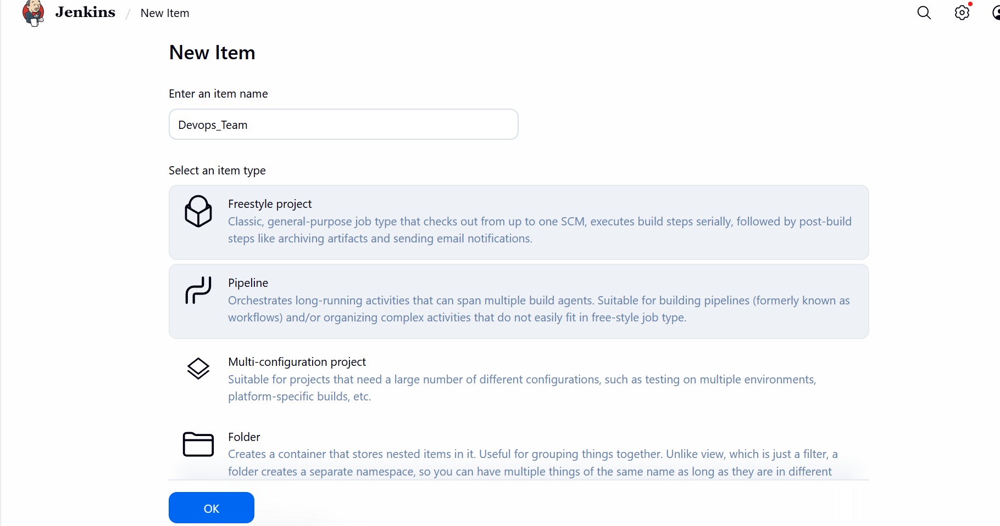 Jenkins / New Item
New Item
Enter an item name
Devops_Team
Select an item type
Freestyle project
Classic, general-purpose job type that checks out from up to one SCM, executes build steps serially, followed by post-build
steps like archiving artifacts and sending email notifications.
Pipeline
Orchestrates long-running activities that can span multiple build agents. Suitable for building pipelines (formerly known as
workflows) and/or organizing complex activities that do not easily fit in free-style job type.
Multi-configuration project
Suitable for projects that need a large number of different configurations, such as testing on multiple environments,
platform-specific builds, etc.
Folder
Creates a container that stores nested items in it. Useful for grouping things together. Unlike view, which is just a filter, a
folder creates a separate namespace, so you can have multiple things of the same name as long as they are in different
OK